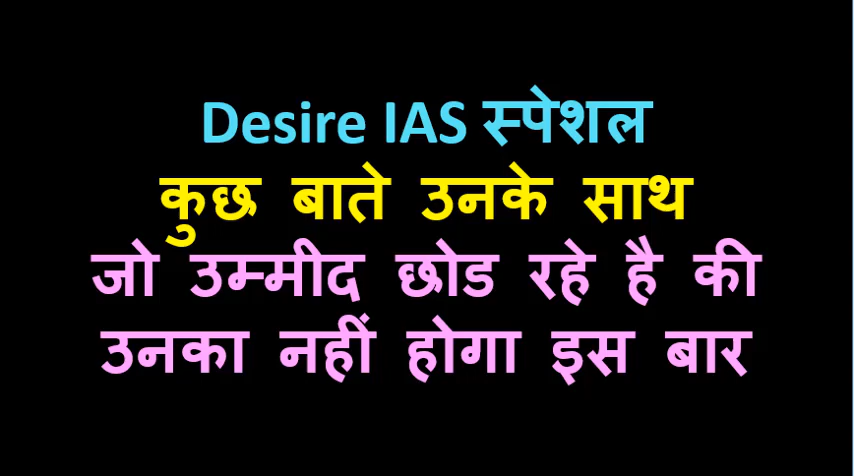 Desire IAS स्पेशल
कुछ बाते उनके साथ
जो उम्मीद छोड रहे है की
उनका नहीं होगा इस बार